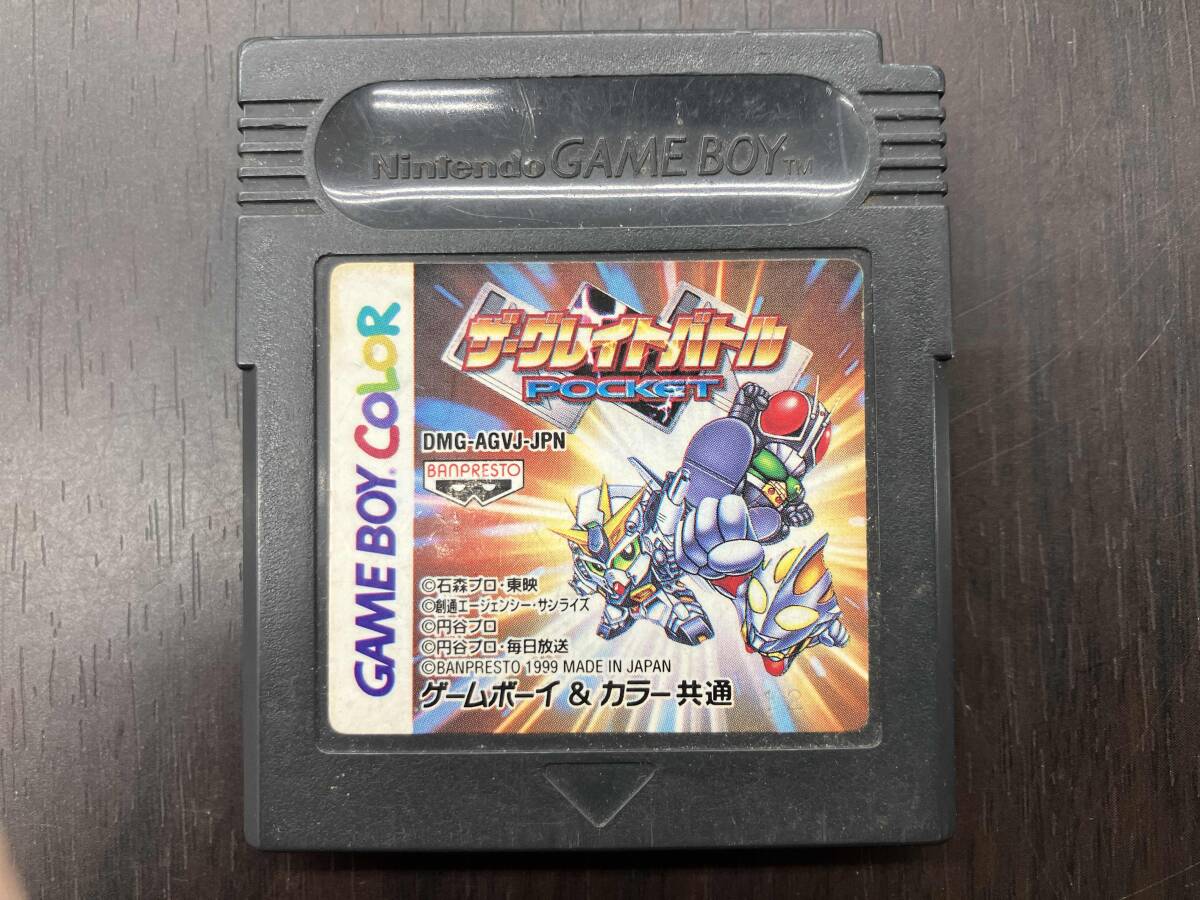 Nintendo GAME BOY TM
GAME BOY COLOR
ザ・グレイトバトル
POCKET
DMG-AGVJ-JPN
BANPRESTO
©石森プロ・東映
©創通エージェンシー・サンライズ
©円谷プロ
©円谷プロ・毎日放送
©BANPRESTO 1999 MADE IN JAPAN
ゲームボーイ & カラー共通